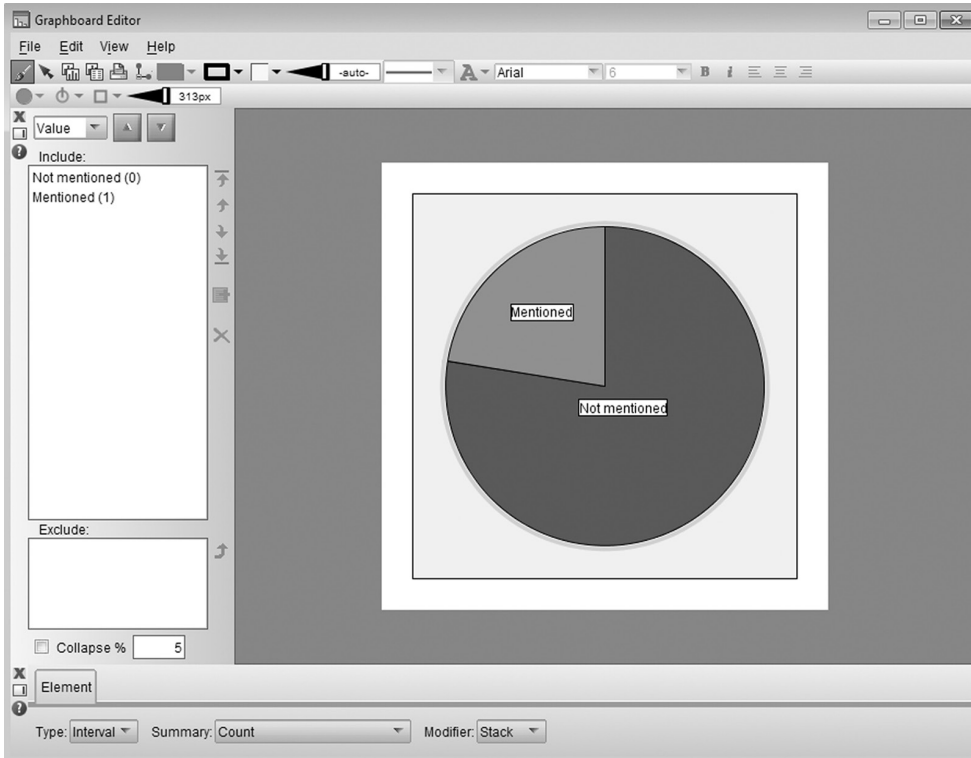 Graphboard Editor
File Edit View Help
-auto- A Arial 6 B i
313px
Value
Include:
Not mentioned (0)
Mentioned (1)
Mentioned
Not mentioned
Exclude:
Collapse % 5
Element
Type: Interval Summary: Count Modifier: Stack